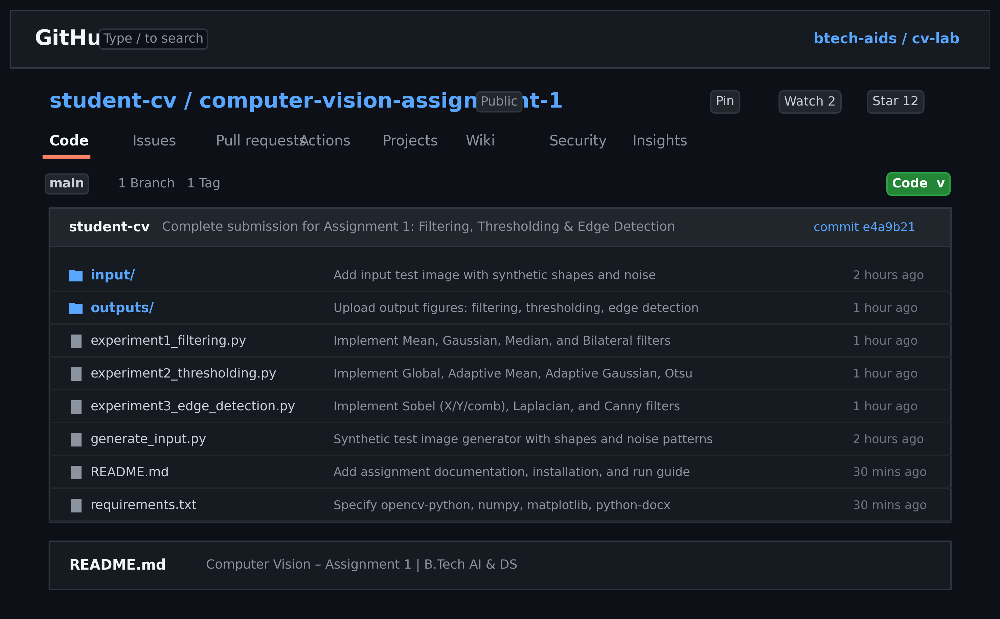 GitHu Type / to search btech-aids / cv-lab
student-cv / computer-vision-assign Public nt-1 Pin Watch 2 Star 12
Code Issues Pull requests Actions Projects Wiki Security Insights
main 1 Branch 1 Tag Code v
student-cv Complete submission for Assignment 1: Filtering, Thresholding & Edge Detection commit e4a9b21
input/ Add input test image with synthetic shapes and noise 2 hours ago
outputs/ Upload output figures: filtering, thresholding, edge detection 1 hour ago
experiment1_filtering.py Implement Mean, Gaussian, Median, and Bilateral filters 1 hour ago
experiment2_thresholding.py Implement Global, Adaptive Mean, Adaptive Gaussian, Otsu 1 hour ago
experiment3_edge_detection.py Implement Sobel (X/Y/comb), Laplacian, and Canny filters 1 hour ago
generate_input.py Synthetic test image generator with shapes and noise patterns 2 hours ago
README.md Add assignment documentation, installation, and run guide 30 mins ago
requirements.txt Specify opencv-python, numpy, matplotlib, python-docx 30 mins ago
README.md Computer Vision – Assignment 1 | B.Tech AI & DS